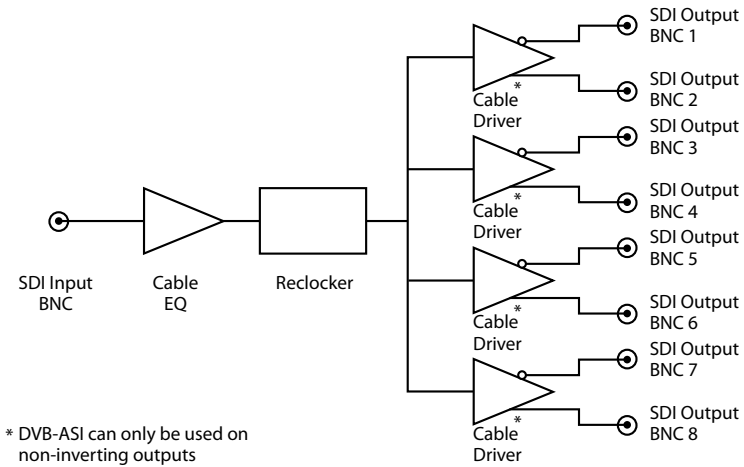 SDI Output
BNC 1
SDI Output
BNC 2
*
Cable
Driver
SDI Output
BNC 3
SDI Output
BNC 4
*
Cable
Driver
SDI Input
BNC
Cable
EQ
Reclocker
SDI Output
BNC 5
SDI Output
BNC 6
*
Cable
Driver
SDI Output
BNC 7
SDI Output
BNC 8
*
Cable
Driver
* DVB-ASI can only be used on
non-inverting outputs